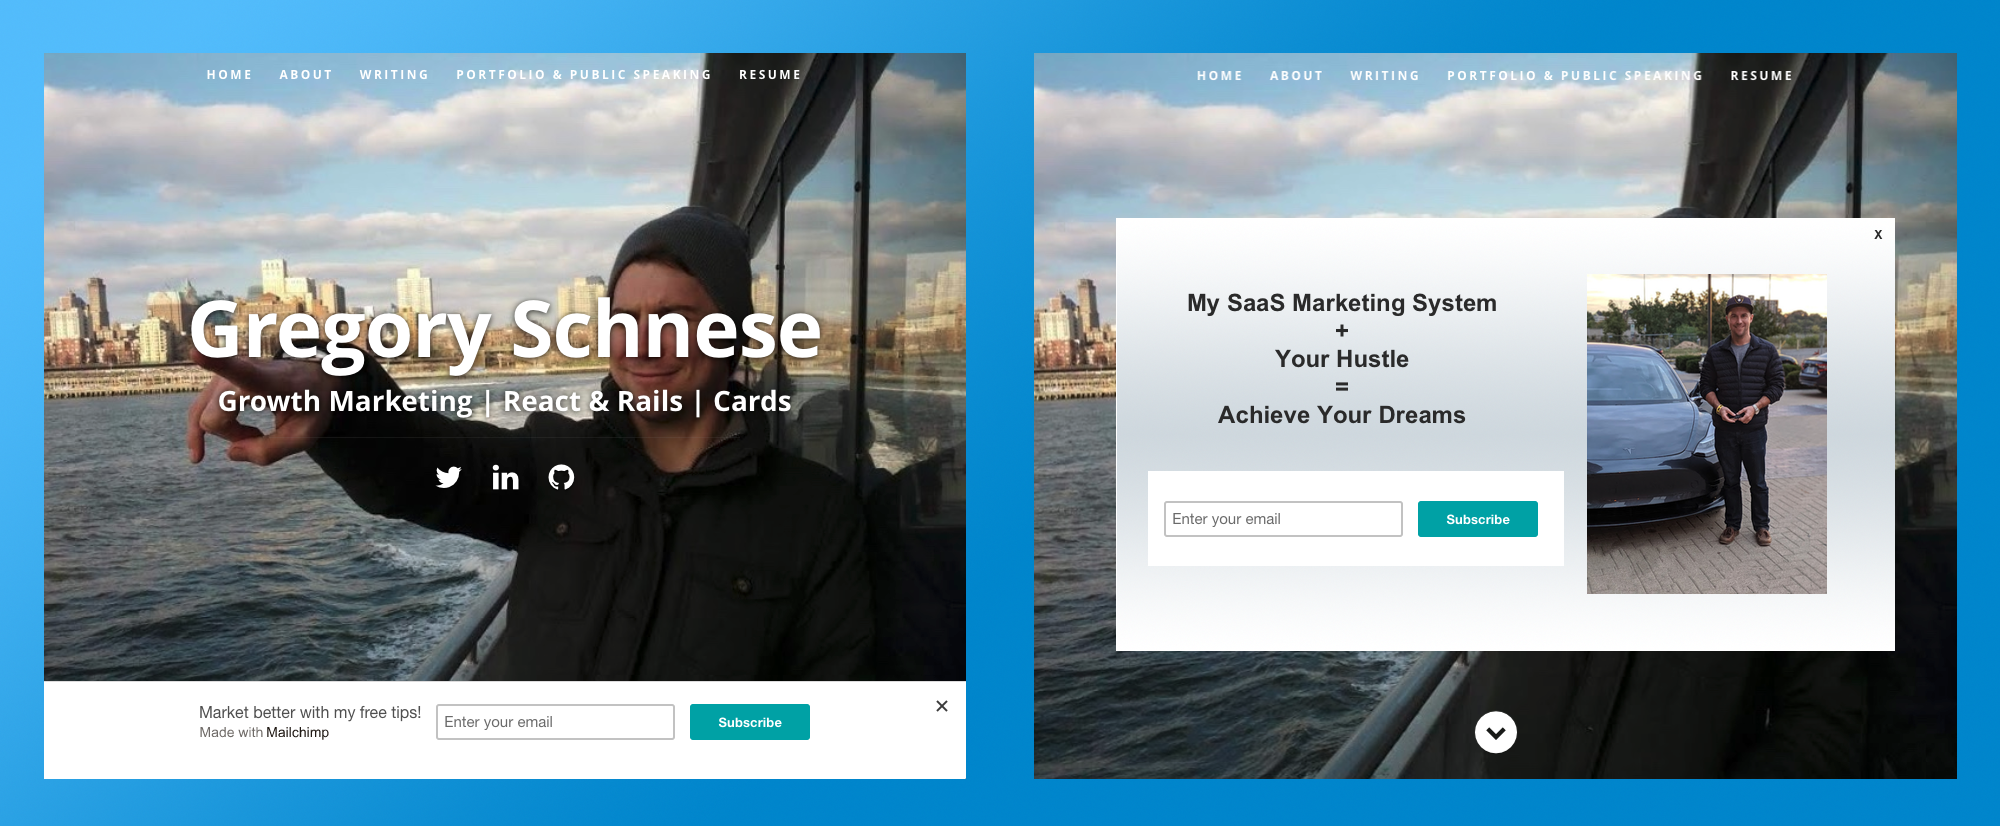 HOME ABOUT WRITING PORTFOLIO & PUBLIC SPEAKING RESUME
Gregory Schnese
Growth Marketing | React & Rails | Cards
Market better with my free tips!
Made with Mailchimp
Enter your email
Subscribe
HOME ABOUT WRITING PORTFOLIO & PUBLIC SPEAKING RESUME
X
My SaaS Marketing System
+
Your Hustle
=
Achieve Your Dreams
Enter your email
Subscribe